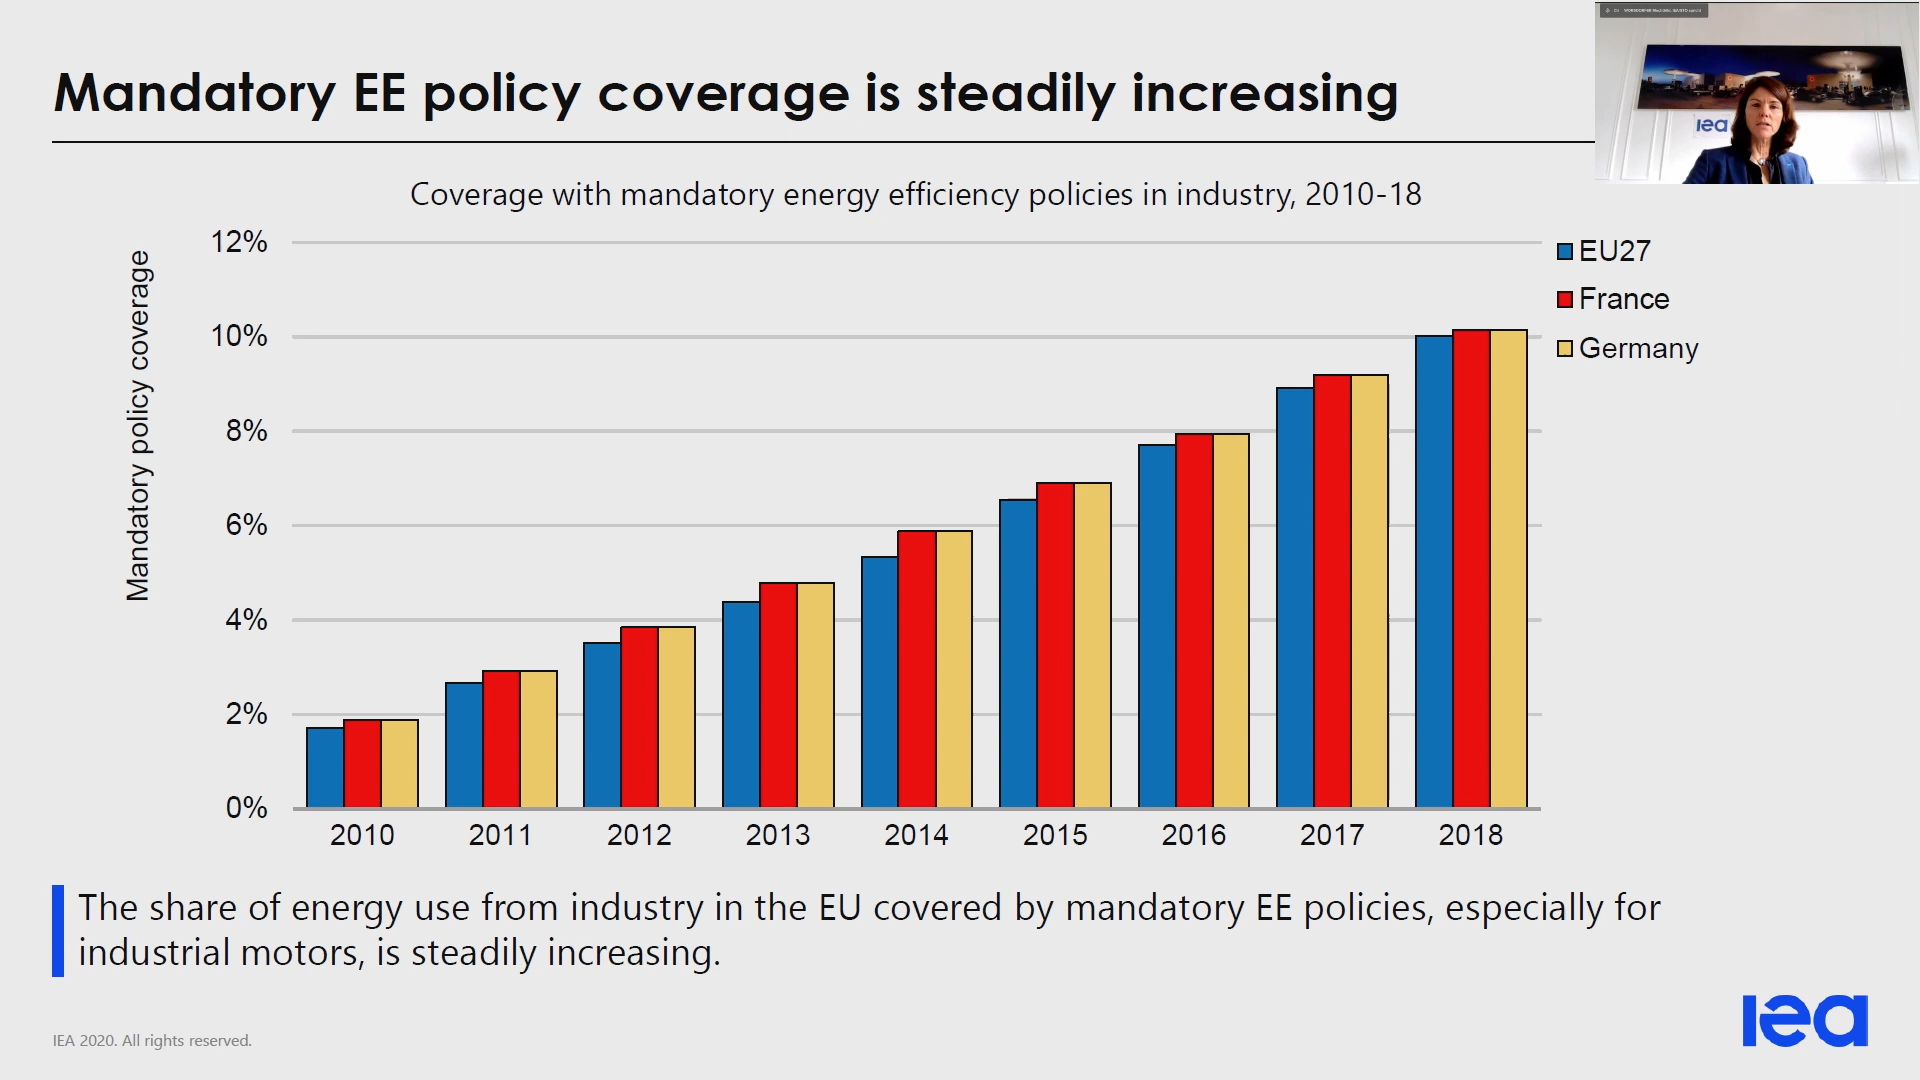 Mandatory EE policy coverage is steadily increasing
iea
Coverage with mandatory energy efficiency policies in industry, 2010-18
Mandatory policy coverage
12%
10%
8%
6%
4%
2%
0%
2010 2011 2012 2013 2014 2015 2016 2017 2018
EU27
France
Germany
The share of energy use from industry in the EU covered by mandatory EE policies, especially for
industrial motors, is steadily increasing.
IEA 2020. All rights reserved.
iea